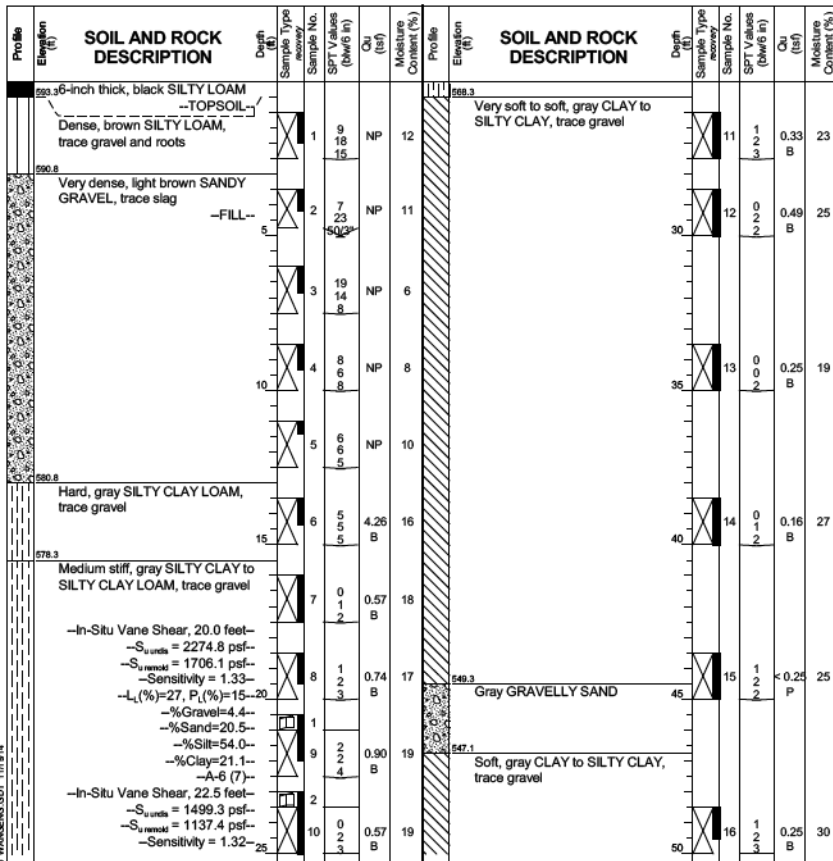 Profile
Elevation (ft)
SOIL AND ROCK DESCRIPTION
Depth (ft)
Sample Type
recovery
Sample No.
SPT Values (blw/6 in)
Qu (tsf)
Moisture Content (%)
593.3 6-inch thick, black SILTY LOAM
--TOPSOIL--
Dense, brown SILTY LOAM,
trace gravel and roots
1 9 18 15 NP 12
590.8
Very dense, light brown SANDY
GRAVEL, trace slag
--FILL--
5
2 7 23 50/3" NP 11
3 19 14 8 NP 6
10
4 8 6 8 NP 8
5 6 6 5 NP 10
580.8
Hard, gray SILTY CLAY LOAM,
trace gravel
15
6 5 5 5 4.26 B 16
578.3
Medium stiff, gray SILTY CLAY to
SILTY CLAY LOAM, trace gravel
7 0 1 2 0.57 B 18
--In-Situ Vane Shear, 20.0 feet--
--Su undis = 2274.8 psf--
--Su remold = 1706.1 psf--
--Sensitivity = 1.33--
--LL(%)=27, PL(%)=15--20
8 1 2 3 0.74 B 17
--%Gravel=4.4--
--%Sand=20.5--
--%Silt=54.0--
--%Clay=21.1--
--A-6 (7)--
1
9 2 2 4 0.90 B 19
--In-Situ Vane Shear, 22.5 feet--
--Su undis = 1499.3 psf--
--Su remold = 1137.4 psf--
--Sensitivity = 1.32--25
2
10 0 2 3 0.57 B 19
Profile
Elevation (ft)
SOIL AND ROCK DESCRIPTION
Depth (ft)
Sample Type
recovery
Sample No.
SPT Values (blw/6 in)
Qu (tsf)
Moisture Content (%)
568.3
Very soft to soft, gray CLAY to
SILTY CLAY, trace gravel
11 1 2 3 0.33 B 23
30
12 0 2 2 0.49 B 25
35
13 0 0 2 0.25 B 19
40
14 0 1 2 0.16 B 27
549.3
Gray GRAVELLY SAND
45
15 1 2 2 < 0.25 P 25
547.1
Soft, gray CLAY to SILTY CLAY,
trace gravel
50
16 1 2 3 0.25 B 30